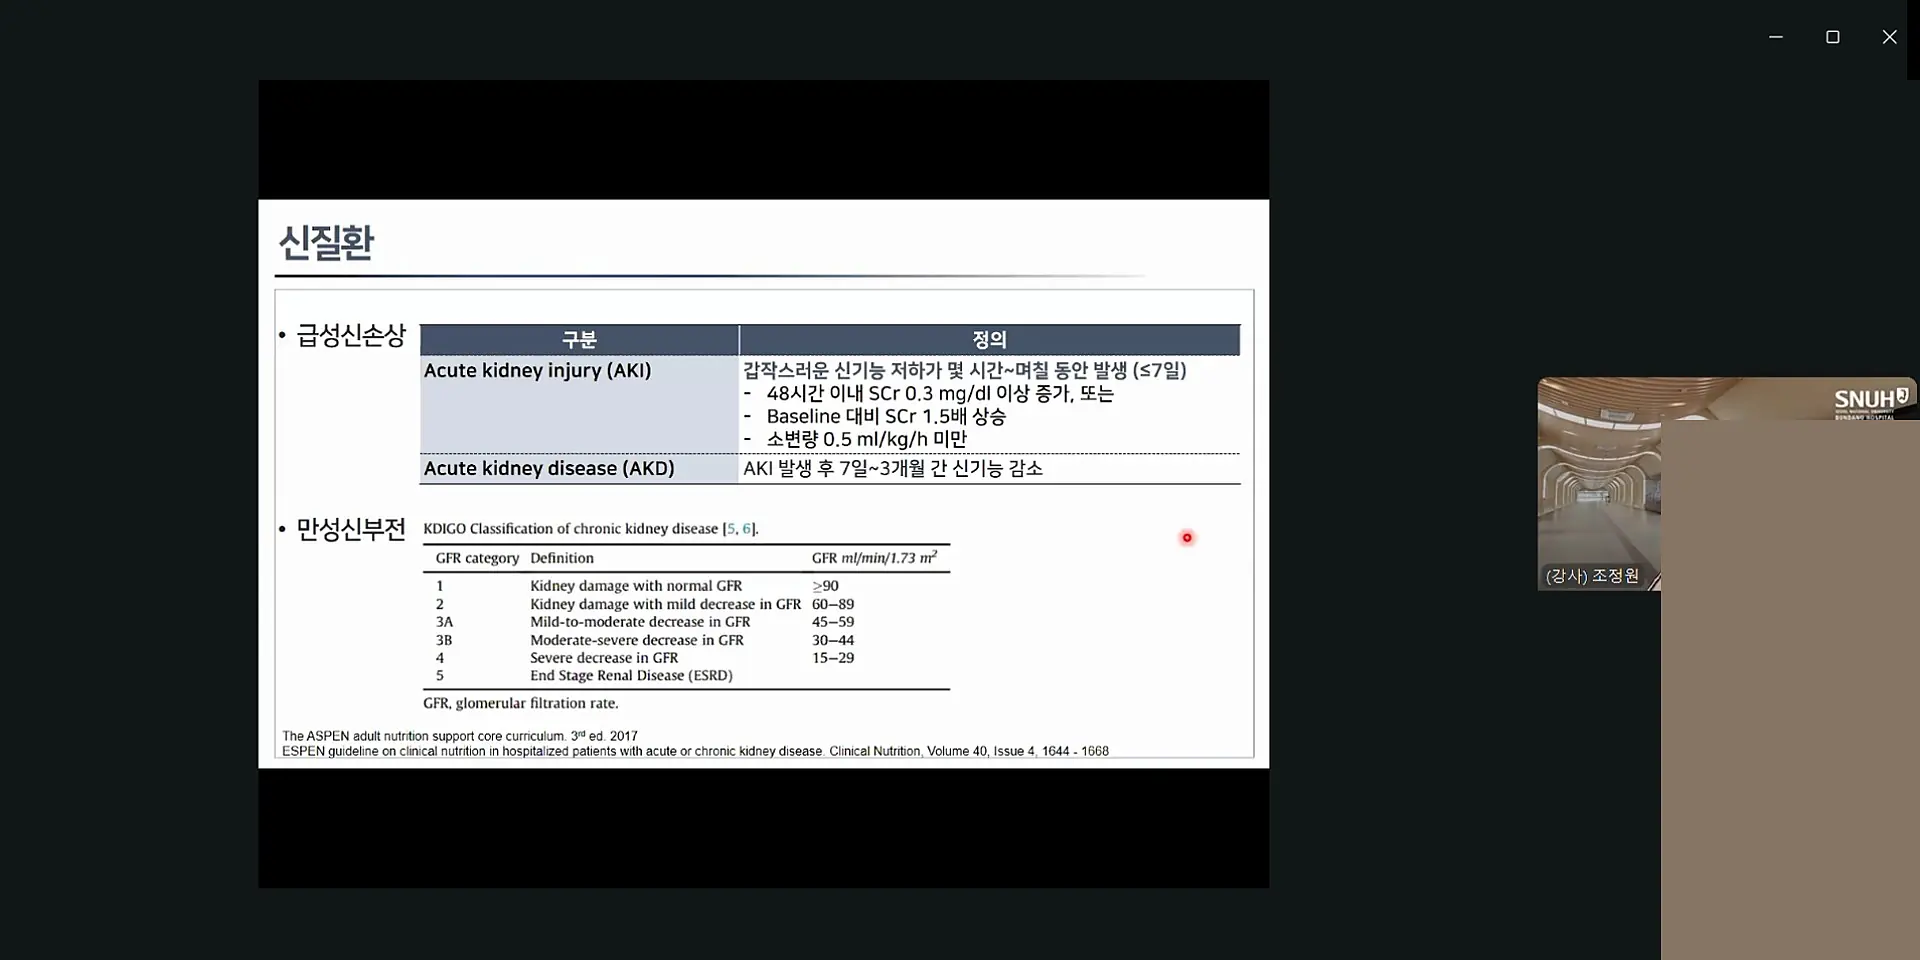 신질환
• 급성신손상
구분 정의
Acute kidney injury (AKI) 갑작스러운 신기능 저하가 몇 시간~며칠 동안 발생 (≤7일)
- 48시간 이내 SCr 0.3 mg/dl 이상 증가, 또는
- Baseline 대비 SCr 1.5배 상승
- 소변량 0.5 ml/kg/h 미만
Acute kidney disease (AKD) AKI 발생 후 7일~3개월 간 신기능 감소
• 만성신부전
KDIGO Classification of chronic kidney disease [5, 6].
GFR category Definition GFR ml/min/1.73 m²
1 Kidney damage with normal GFR ≥90
2 Kidney damage with mild decrease in GFR 60–89
3A Mild-to-moderate decrease in GFR 45–59
3B Moderate-severe decrease in GFR 30–44
4 Severe decrease in GFR 15–29
5 End Stage Renal Disease (ESRD)
GFR, glomerular filtration rate.
The ASPEN adult nutrition support core curriculum. 3rd ed. 2017
ESPEN guideline on clinical nutrition in hospitalized patients with acute or chronic kidney disease. Clinical Nutrition, Volume 40, Issue 4, 1644 - 1668
SNUH
(강사) 조정원